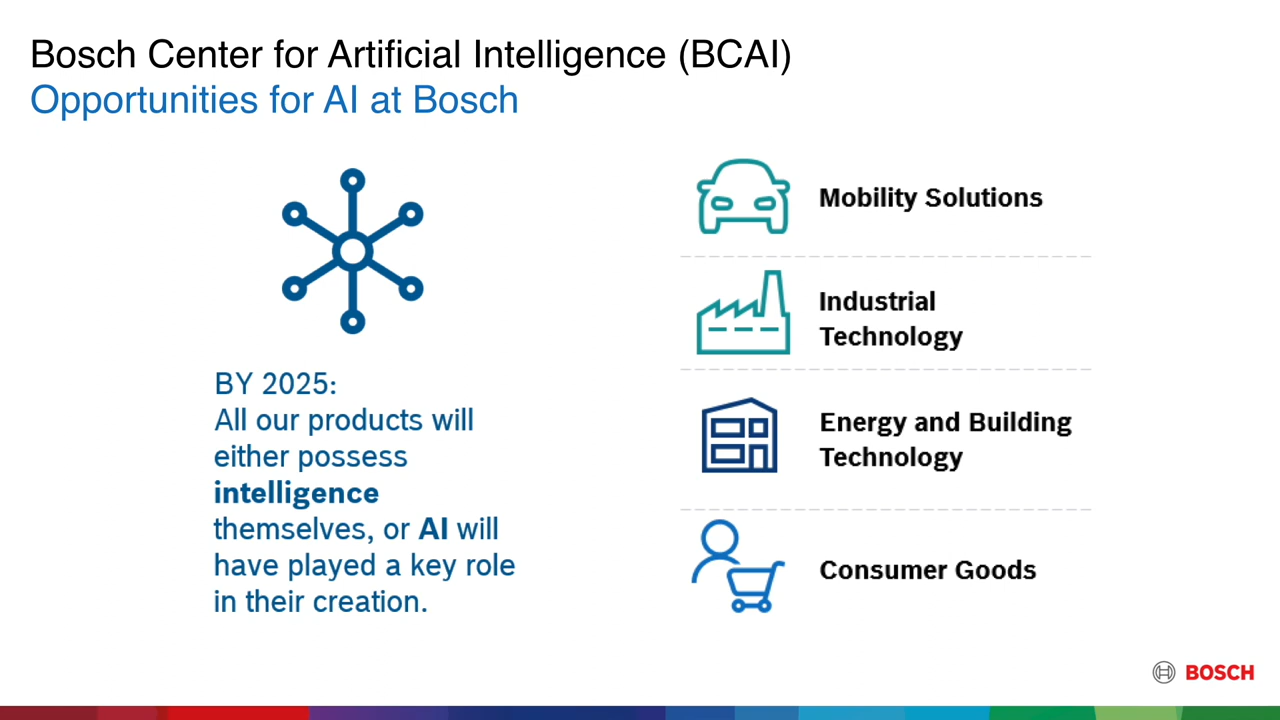 Bosch Center for Artificial Intelligence (BCAI)
Opportunities for AI at Bosch
BY 2025:
All our products will
either possess
intelligence
themselves, or AI will
have played a key role
in their creation.
Mobility Solutions
Industrial
Technology
Energy and Building
Technology
Consumer Goods
BOSCH